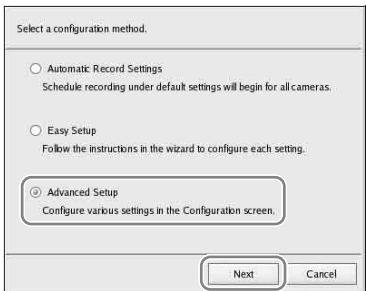 Select a configuration method.
Automatic Record Settings
Schedule recording under default settings will begin for all cameras.
Easy Setup
Follow the instructions in the wizard to configure each setting.
Advanced Setup
Configure various settings in the Configuration screen.
Next
Cancel